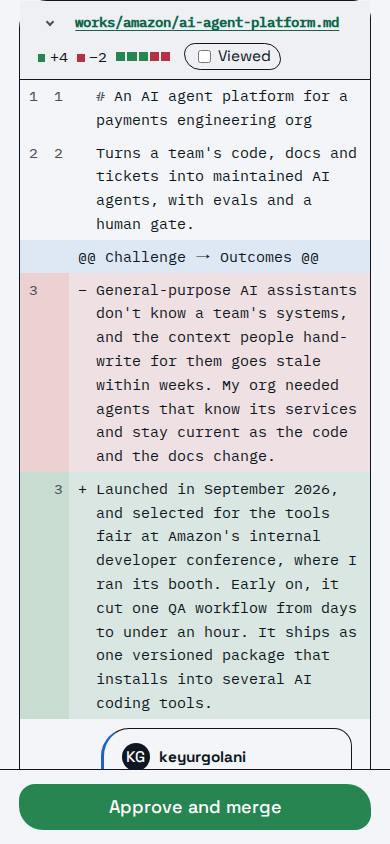 works/amazon/ai-agent-platform.md
+4 −2 Viewed
1 1 # An AI agent platform for a
payments engineering org
2 2 Turns a team's code, docs and
tickets into maintained AI
agents, with evals and a
human gate.
@@ Challenge → Outcomes @@
3 − General-purpose AI assistants
don't know a team's systems,
and the context people hand-
write for them goes stale
within weeks. My org needed
agents that know its services
and stay current as the code
and the docs change.
3 + Launched in September 2026,
and selected for the tools
fair at Amazon's internal
developer conference, where I
ran its booth. Early on, it
cut one QA workflow from days
to under an hour. It ships as
one versioned package that
installs into several AI
coding tools.
KG keyurgolani
Approve and merge